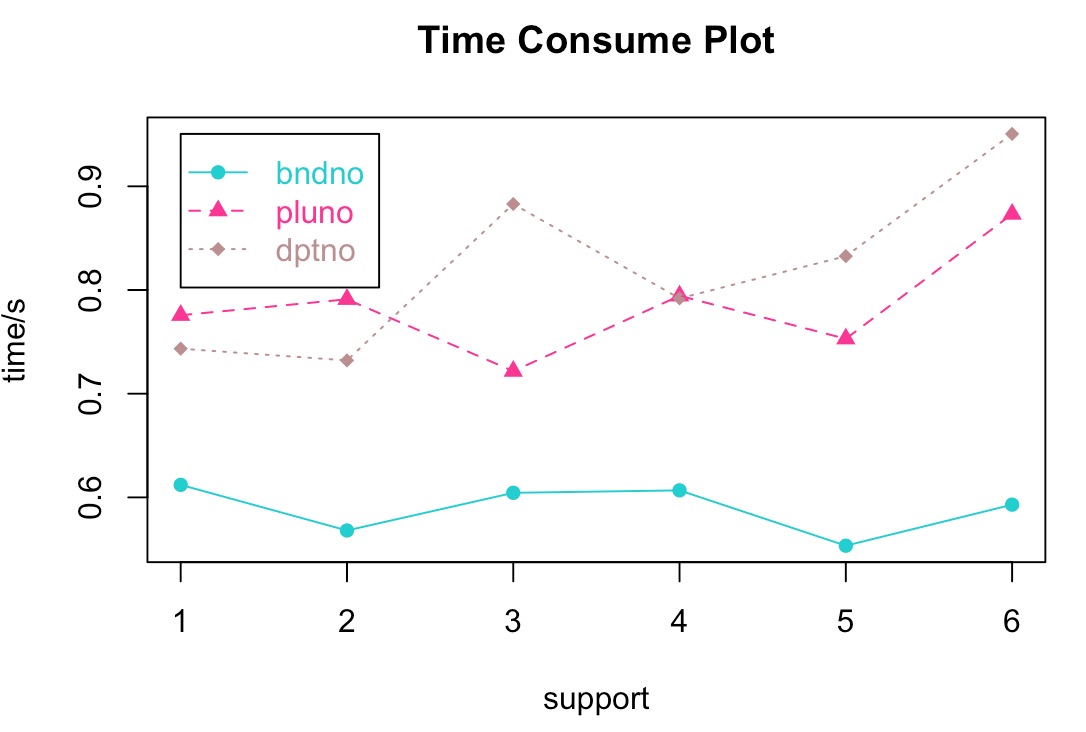 Time Consume Plot
bndno
pluno
dptno
time/s
0.9
0.8
0.7
0.6
1 2 3 4 5 6
support